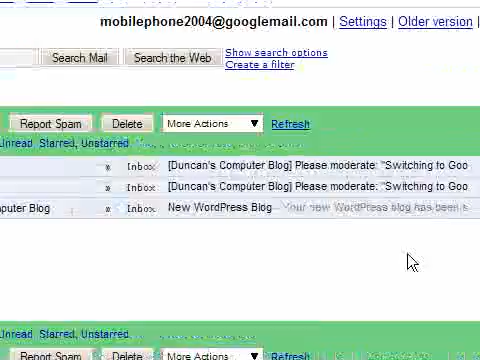 mobilephone2004@googlemail.com | Settings | Older version |
Search Mail Search the Web Show search options
Create a filter
Report Spam Delete More Actions Refresh
Unread, Starred, Unstarred
» Inbox [Duncan's Computer Blog] Please moderate: "Switching to Goo
» Inbox [Duncan's Computer Blog] Please moderate: "Switching to Goo
puter Blog » Inbox New WordPress Blog - Your new WordPress blog has been s
Unread, Starred, Unstarred
Report Spam Delete More Actions Refresh